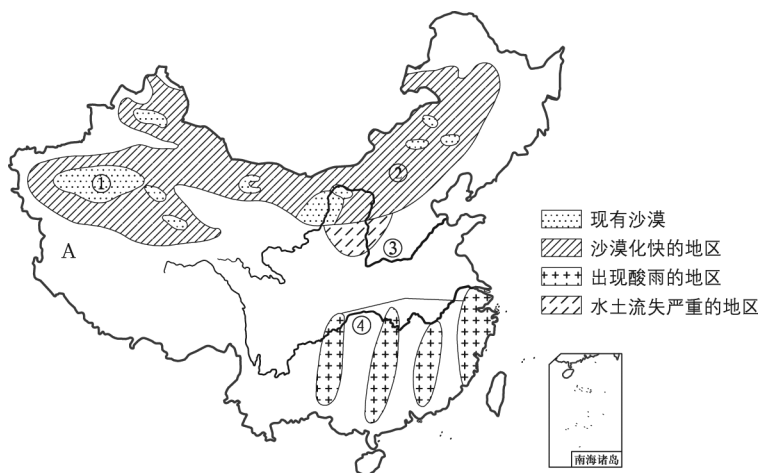 ①
②
A
③
④
现有沙漠
沙漠化快的地区
出现酸雨的地区
水土流失严重的地区
南海诸岛